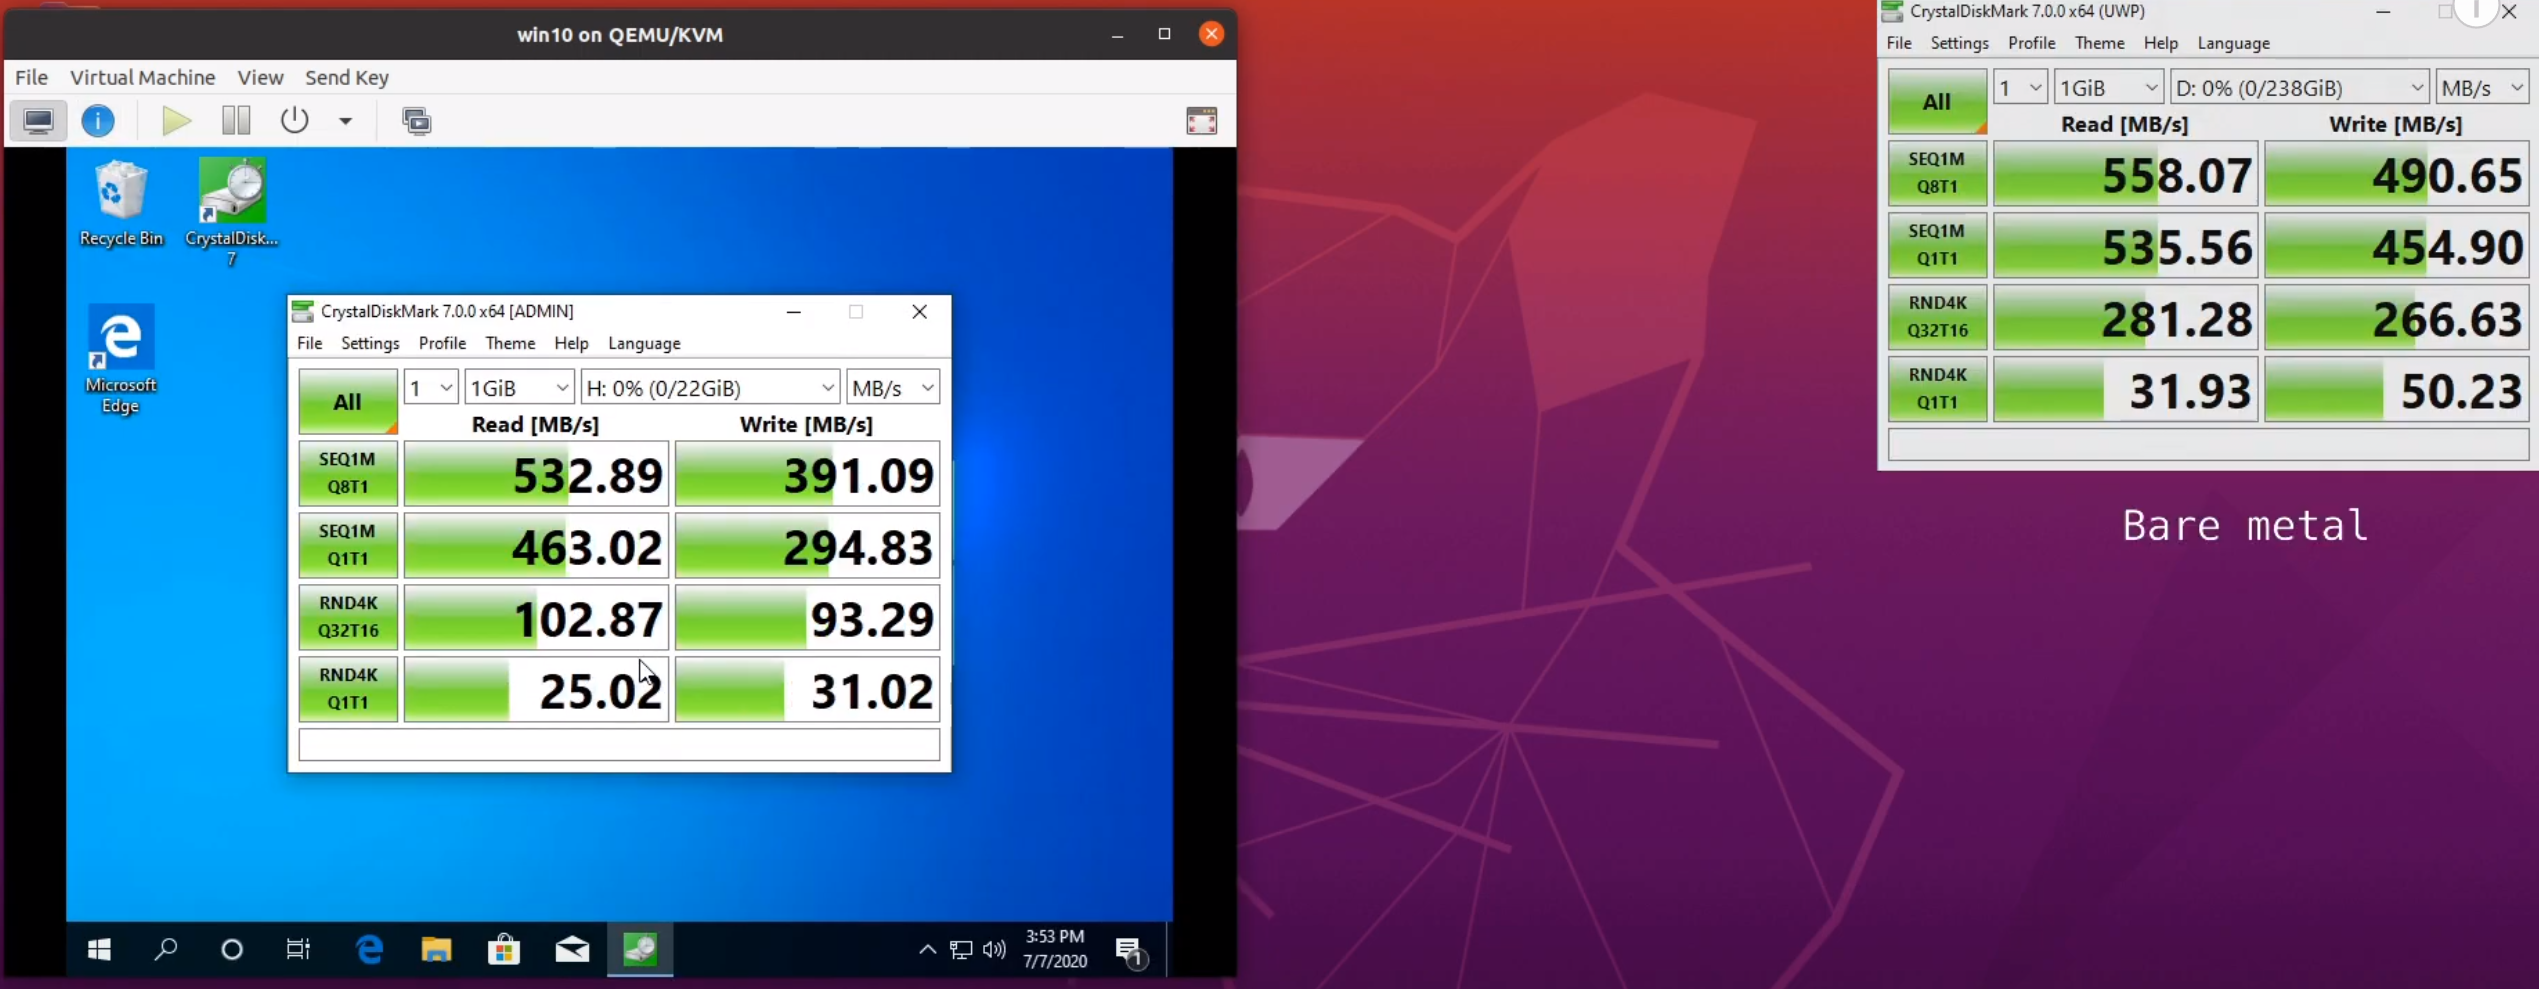 win10 on QEMU/KVM
File Virtual Machine View Send Key
Recycle Bin
CrystalDisk...
7
Microsoft
Edge
CrystalDiskMark 7.0.0 x64 [ADMIN]
File Settings Profile Theme Help Language
All 1 1GiB H: 0% (0/22GiB) MB/s
Read [MB/s] Write [MB/s]
SEQ1M
Q8T1
532.89 391.09
SEQ1M
Q1T1
463.02 294.83
RND4K
Q32T16
102.87 93.29
RND4K
Q1T1
25.02 31.02
3:53 PM
7/7/2020
1
CrystalDiskMark 7.0.0 x64 (UWP)
File Settings Profile Theme Help Language
All 1 1GiB D: 0% (0/238GiB) MB/s
Read [MB/s] Write [MB/s]
SEQ1M
Q8T1
558.07 490.65
SEQ1M
Q1T1
535.56 454.90
RND4K
Q32T16
281.28 266.63
RND4K
Q1T1
31.93 50.23
Bare metal